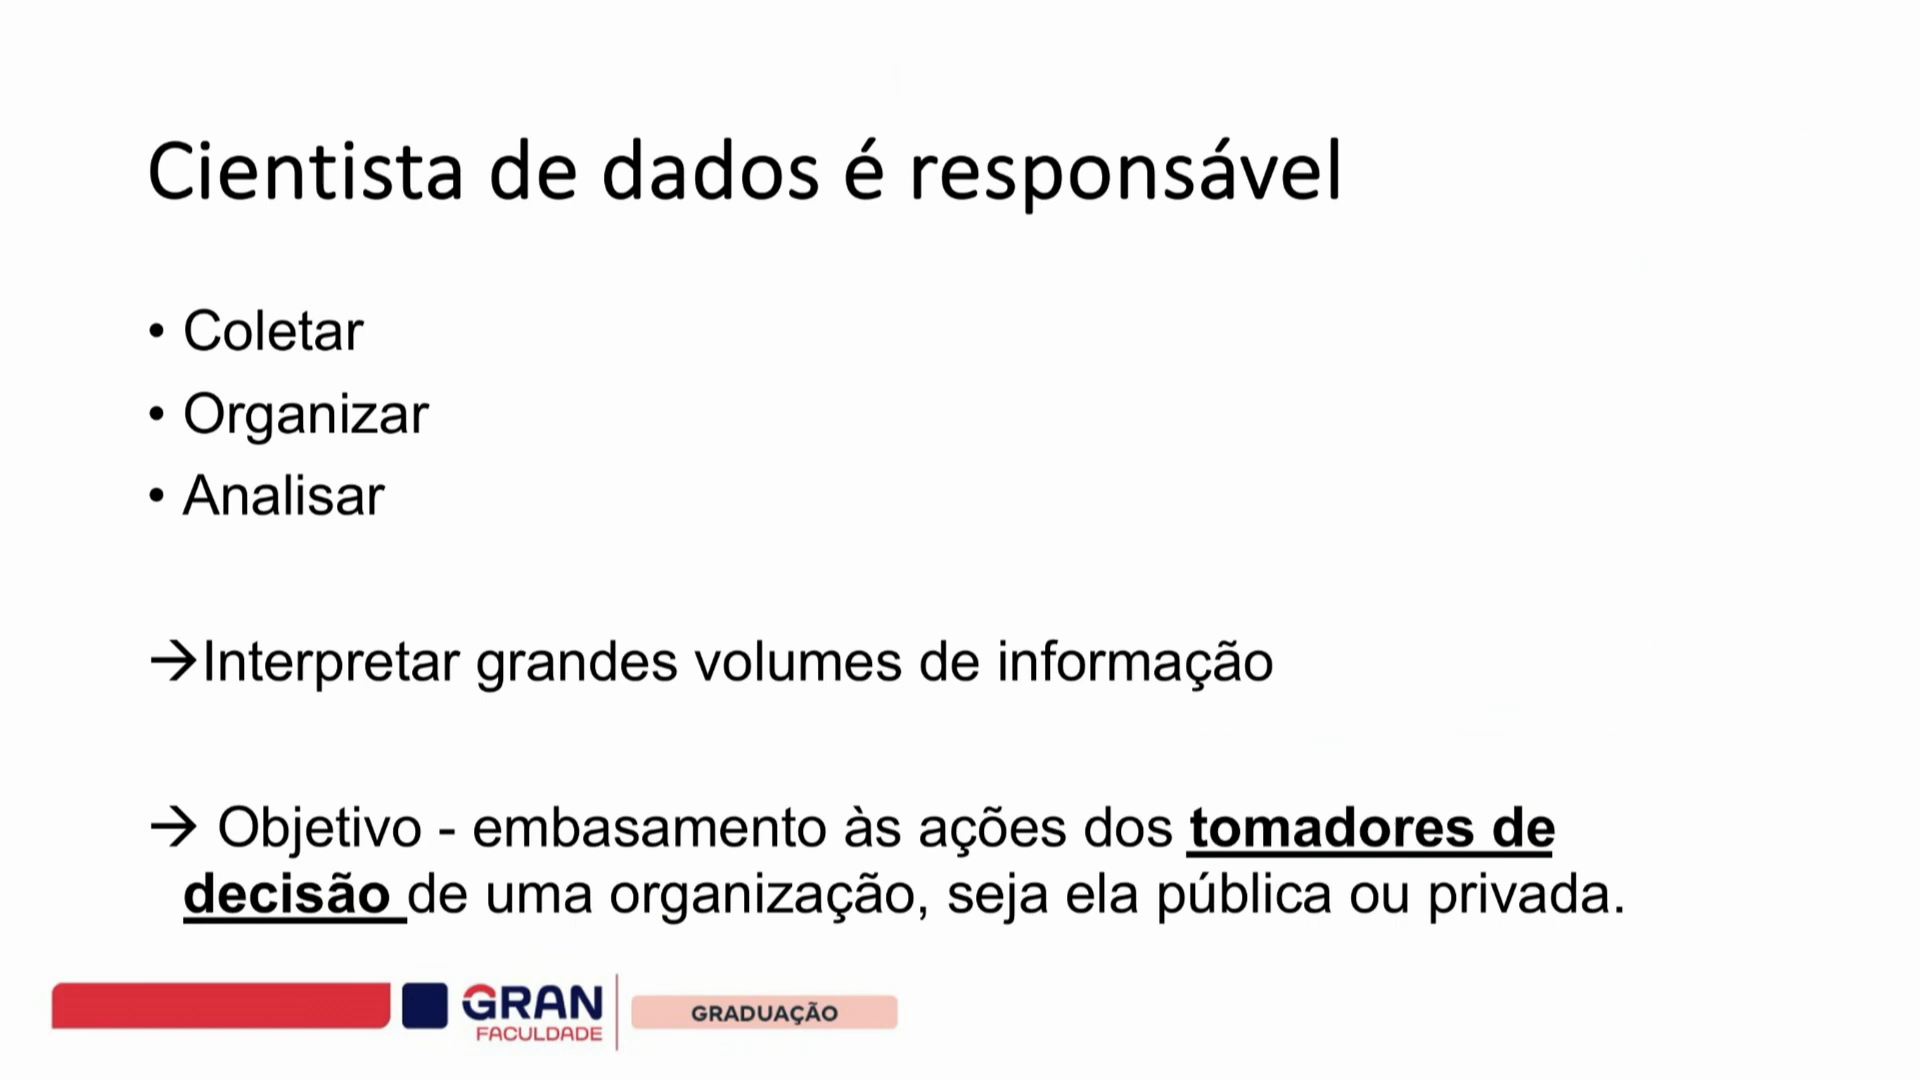 Cientista de dados é responsável
• Coletar
• Organizar
• Analisar
→Interpretar grandes volumes de informação
→ Objetivo - embasamento às ações dos tomadores de
decisão de uma organização, seja ela pública ou privada.
GRAN
FACULDADE
GRADUAÇÃO